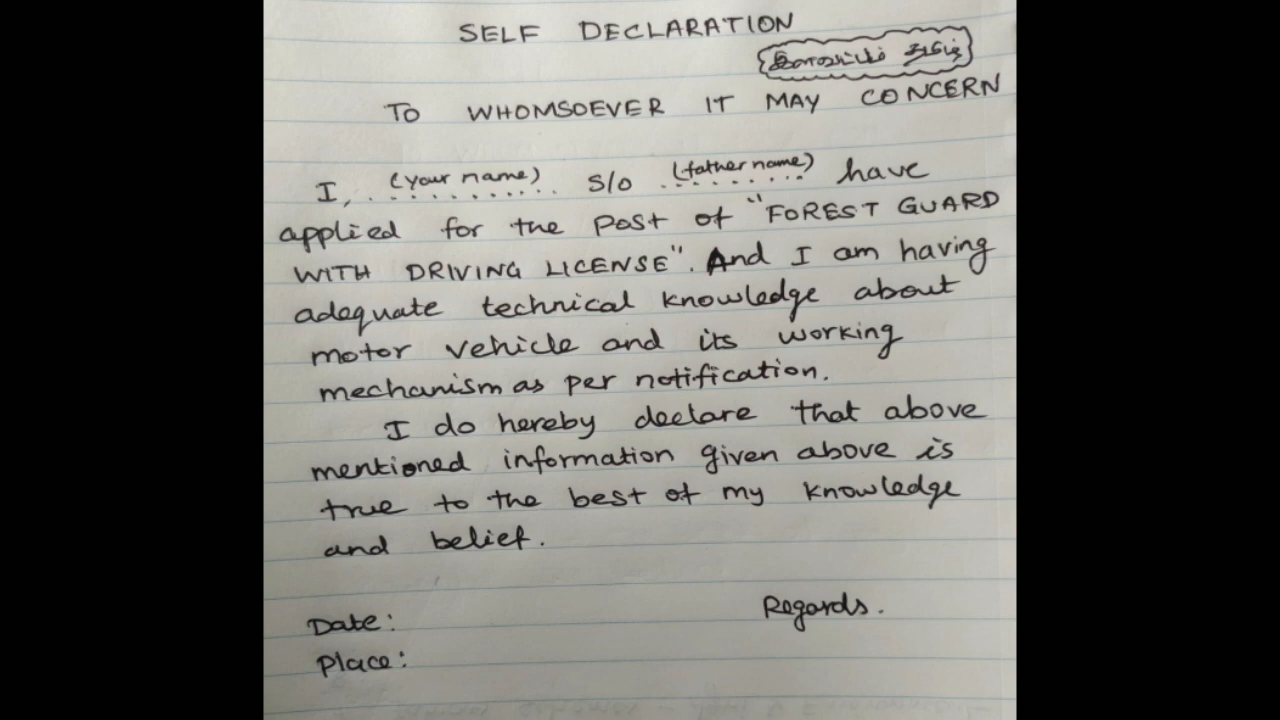 SELF DECLARATION
TO WHOMSOEVER IT MAY CONCERN
I, (your name) S/o (father name) have
applied for the post of "FOREST GUARD
WITH DRIVING LICENSE". And I am having
adequate technical knowledge about
motor vehicle and its working
mechanism as per notification.
I do hereby declare that above
mentioned information given above is
true to the best of my knowledge
and belief.
Date: Regards.
Place: